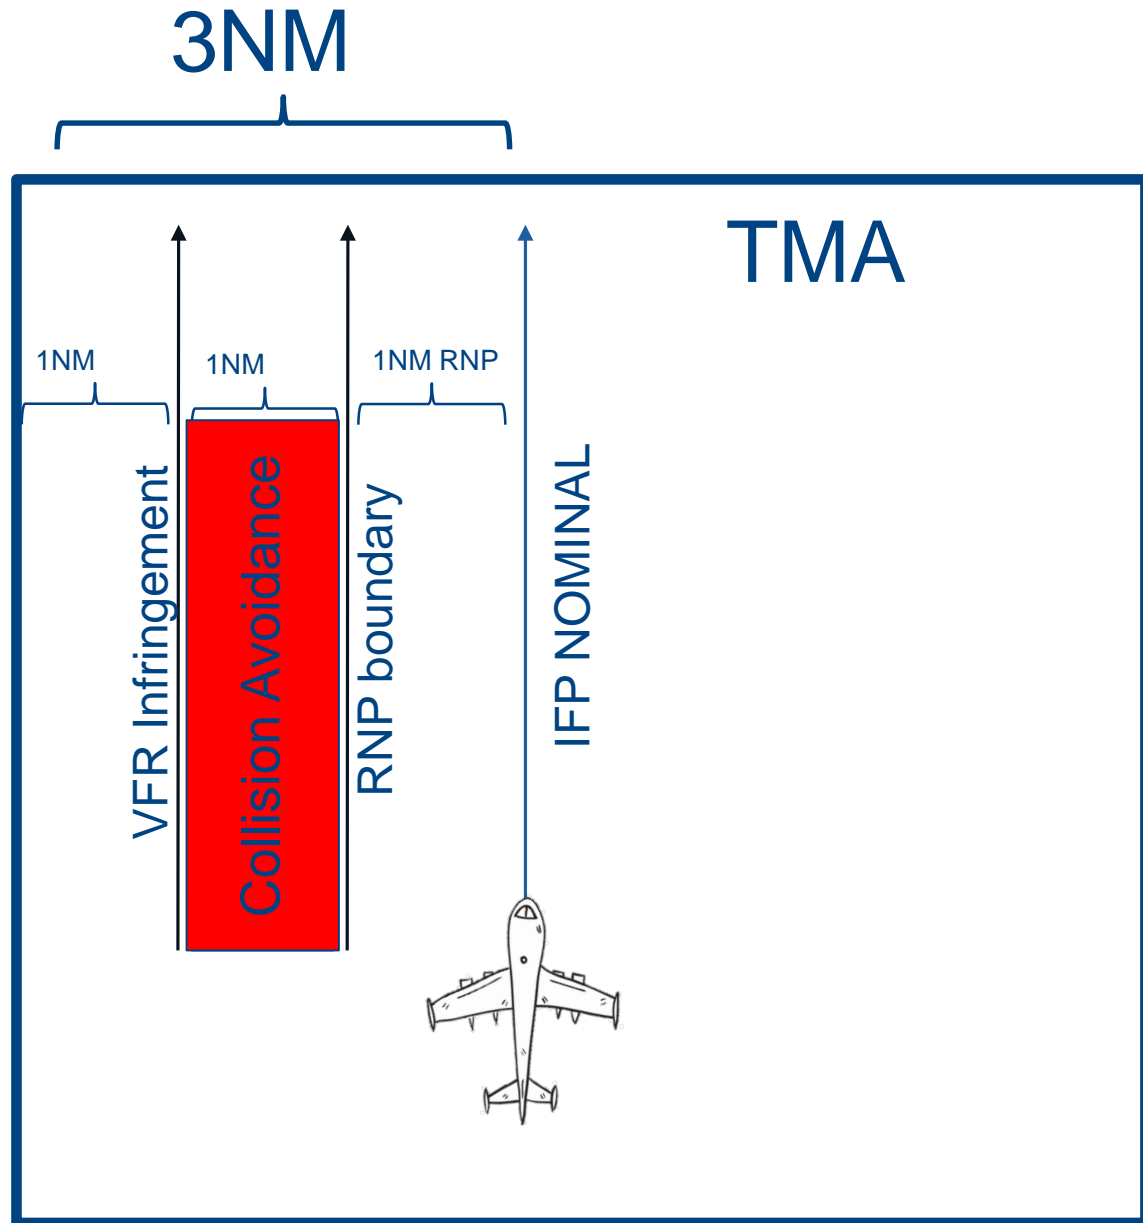 3NM
TMA
1NM
1NM
1NM RNP
VFR Infringement
Collision Avoidance
RNP boundary
IFP NOMINAL